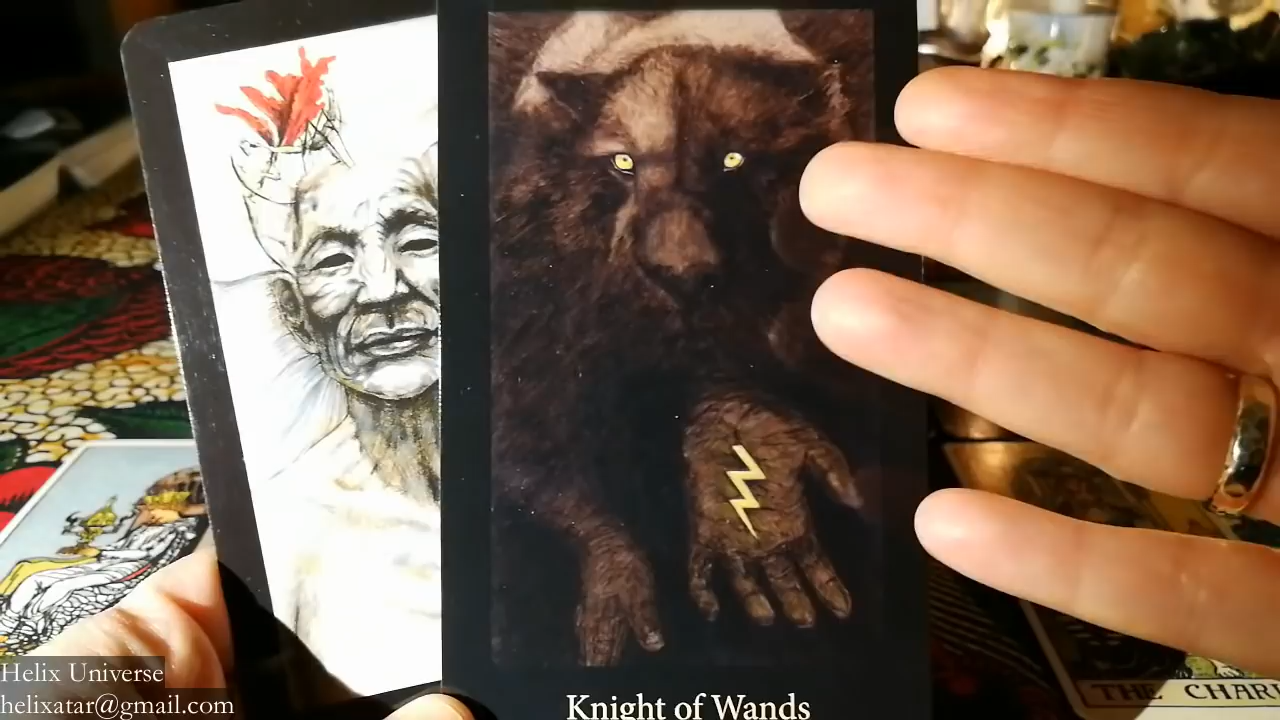 Knight of Wands
THE CHAR
Helix Universe
helixatar@gmail.com